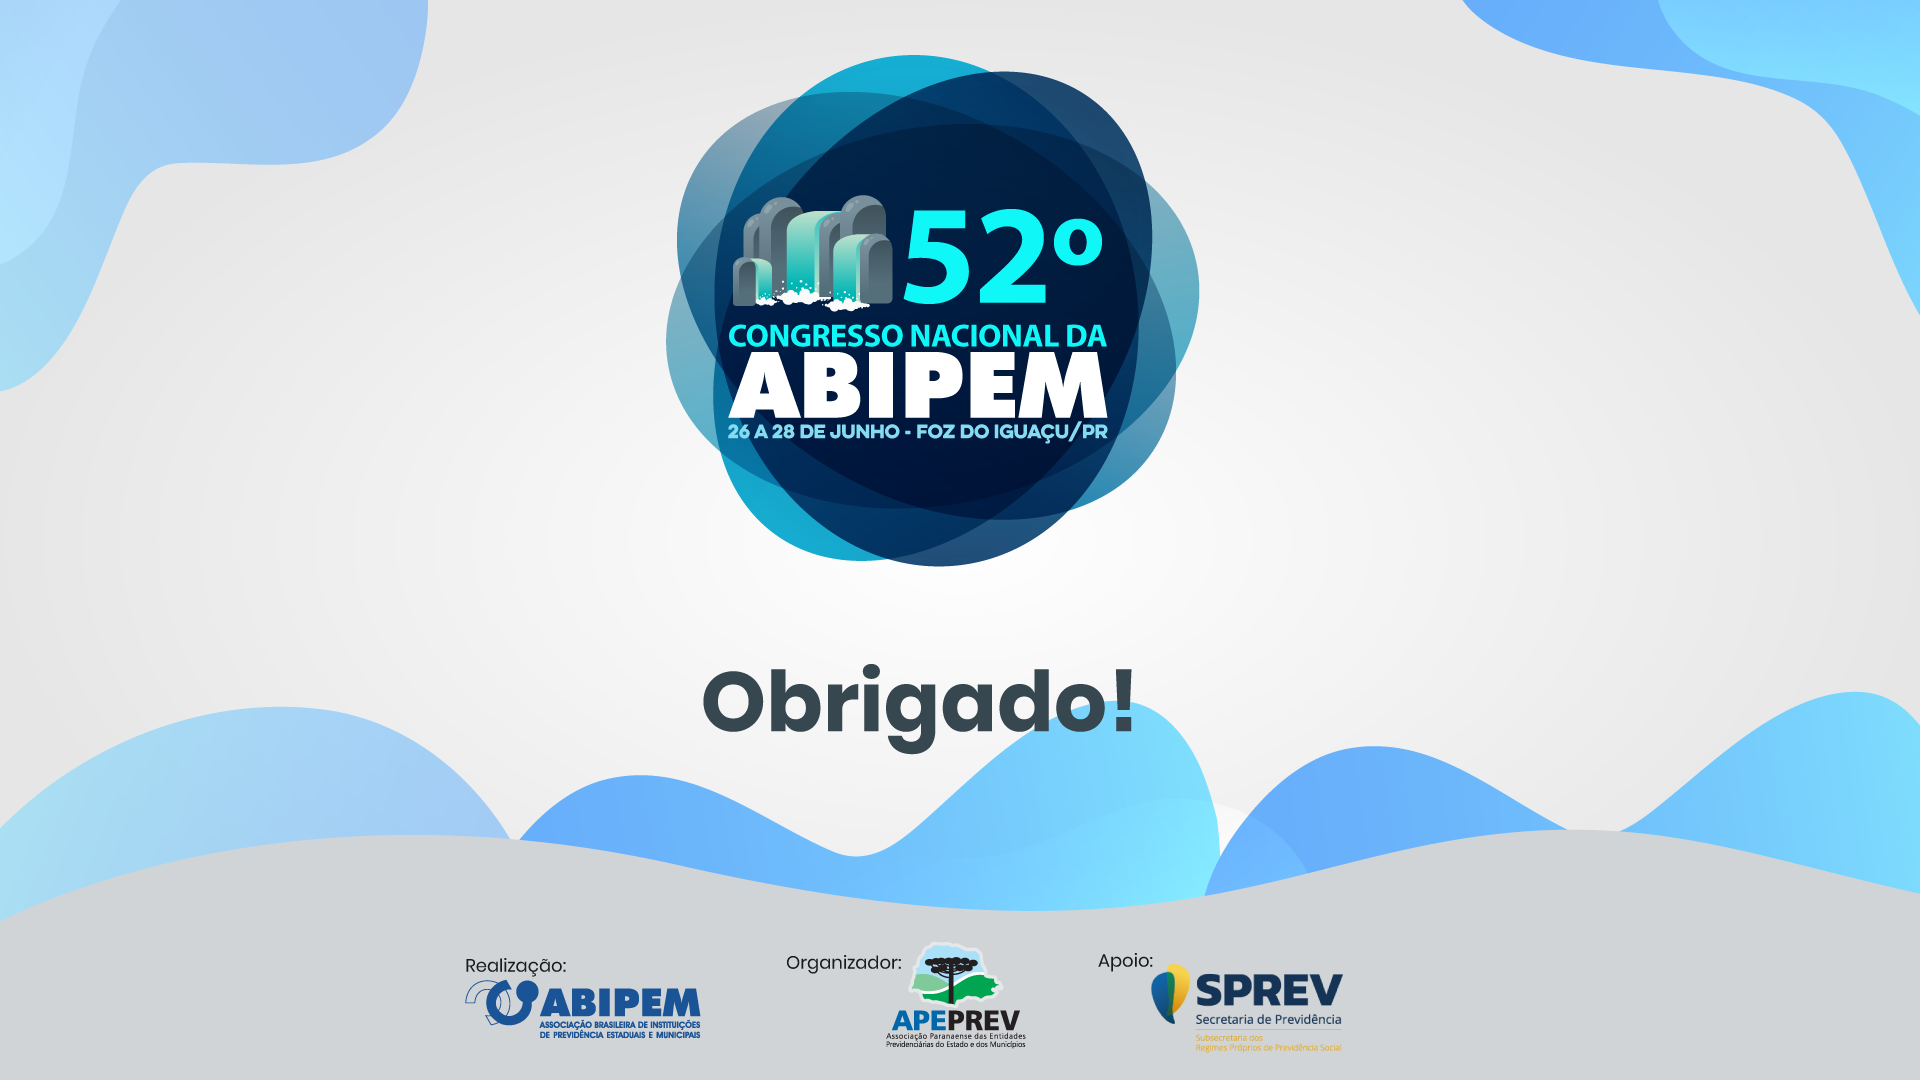 52º
CONGRESSO NACIONAL DA
ABIPEM
26 A 28 DE JUNHO - FOZ DO IGUAÇU/PR
Obrigado!
Realização:
ABIPEM
ASSOCIAÇÃO BRASILEIRA DE INSTITUIÇÕES
DE PREVIDÊNCIA ESTADUAIS E MUNICIPAIS
Organizador:
APEPREV
Associação Paranaense das Entidades
Previdenciárias do Estado e dos Municípios
Apoio:
SPREV
Secretaria de Previdência
Subsecretaria dos
Regimes Próprios de Previdência Social